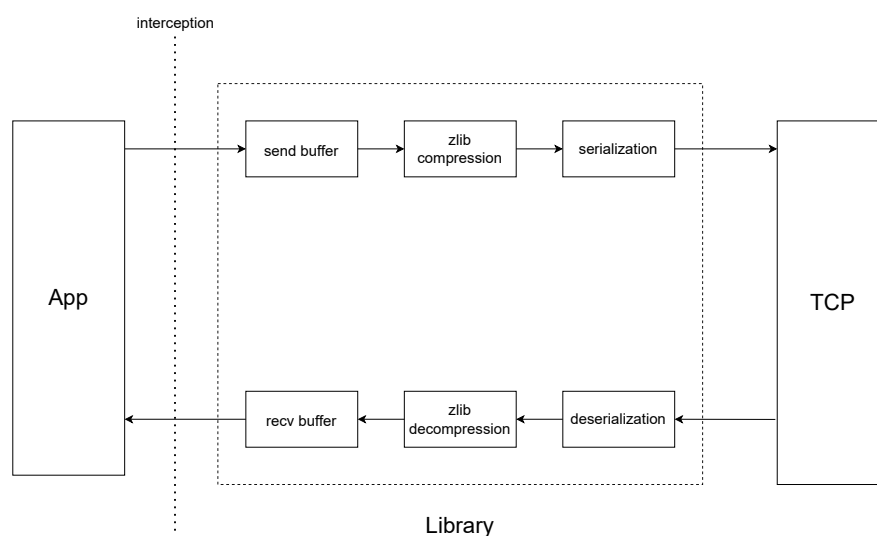 interception
App
send buffer
zlib
compression
serialization
TCP
recv buffer
zlib
decompression
deserialization
Library